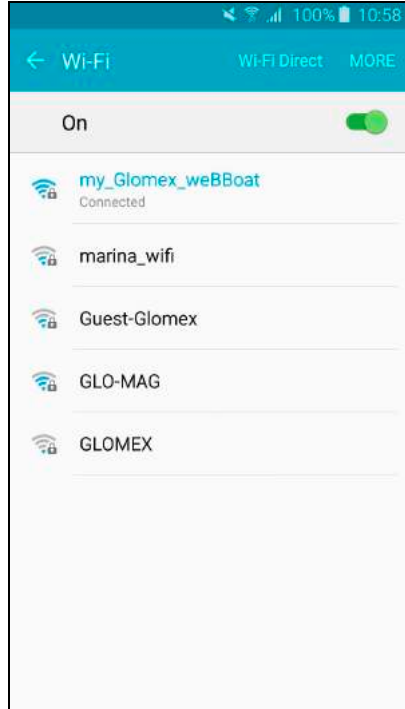 100% 10:58
Wi-Fi Wi-Fi Direct MORE
On
my_Glomex_weBBoat
Connected
marina_wifi
Guest-Glomex
GLO-MAG
GLOMEX